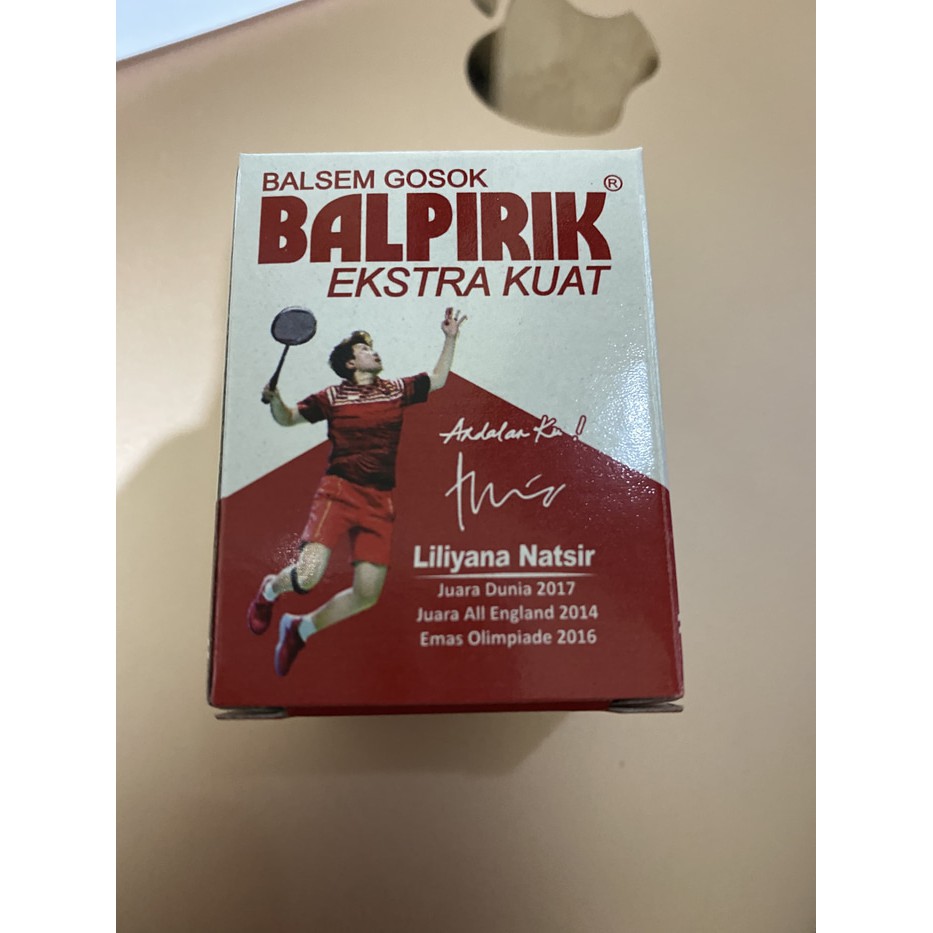 BALSEM GOSOK
BALPIRIK®
EKSTRA KUAT
Andalan Ku!
Liliyana Natsir
Juara Dunia 2017
Juara All England 2014
Emas Olimpiade 2016